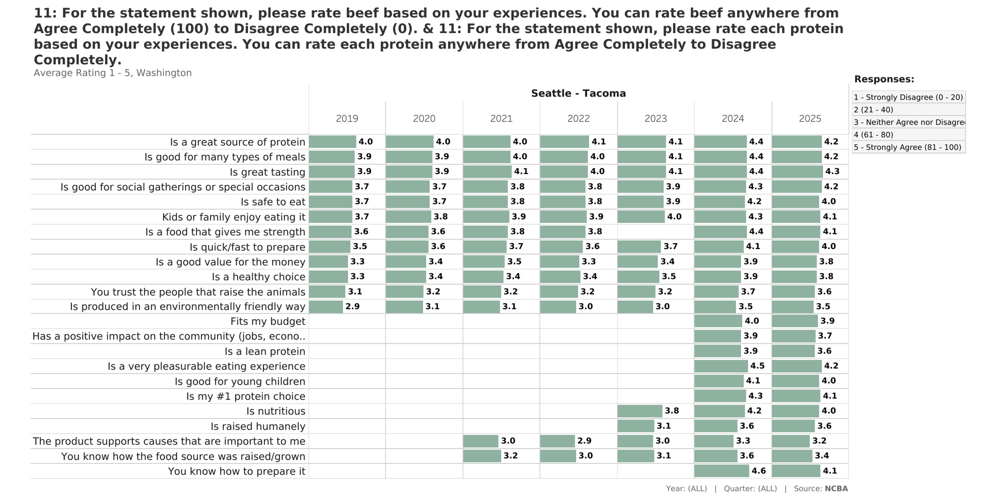 11: For the statement shown, please rate beef based on your experiences. You can rate beef anywhere from
Agree Completely (100) to Disagree Completely (0). & 11: For the statement shown, please rate each protein
based on your experiences. You can rate each protein anywhere from Agree Completely to Disagree
Completely.
Average Rating 1 - 5, Washington
Responses:
1 - Strongly Disagree (0 - 20)
2 (21 - 40)
3 - Neither Agree nor Disagre
4 (61 - 80)
5 - Strongly Agree (81 - 100)
Seattle - Tacoma
2019 2020 2021 2022 2023 2024 2025
Is a great source of protein 4.0 4.0 4.0 4.1 4.1 4.4 4.2
Is good for many types of meals 3.9 3.9 4.0 4.0 4.1 4.4 4.2
Is great tasting 3.9 3.9 4.1 4.0 4.1 4.4 4.3
Is good for social gatherings or special occasions 3.7 3.7 3.8 3.8 3.9 4.3 4.2
Is safe to eat 3.7 3.7 3.8 3.8 3.9 4.2 4.0
Kids or family enjoy eating it 3.7 3.8 3.9 3.9 4.0 4.3 4.1
Is a food that gives me strength 3.6 3.6 3.8 3.8 4.4 4.1
Is quick/fast to prepare 3.5 3.6 3.7 3.6 3.7 4.1 4.0
Is a good value for the money 3.3 3.4 3.5 3.3 3.4 3.9 3.8
Is a healthy choice 3.3 3.4 3.4 3.4 3.5 3.9 3.8
You trust the people that raise the animals 3.1 3.2 3.2 3.2 3.2 3.7 3.6
Is produced in an environmentally friendly way 2.9 3.1 3.1 3.0 3.0 3.5 3.5
Fits my budget 4.0 3.9
Has a positive impact on the community (jobs, econo.. 3.9 3.7
Is a lean protein 3.9 3.6
Is a very pleasurable eating experience 4.5 4.2
Is good for young children 4.1 4.0
Is my #1 protein choice 4.3 4.1
Is nutritious 3.8 4.2 4.0
Is raised humanely 3.1 3.6 3.6
The product supports causes that are important to me 3.0 2.9 3.0 3.3 3.2
You know how the food source was raised/grown 3.2 3.0 3.1 3.6 3.4
You know how to prepare it 4.6 4.1
Year: (ALL) | Quarter: (ALL) | Source: NCBA